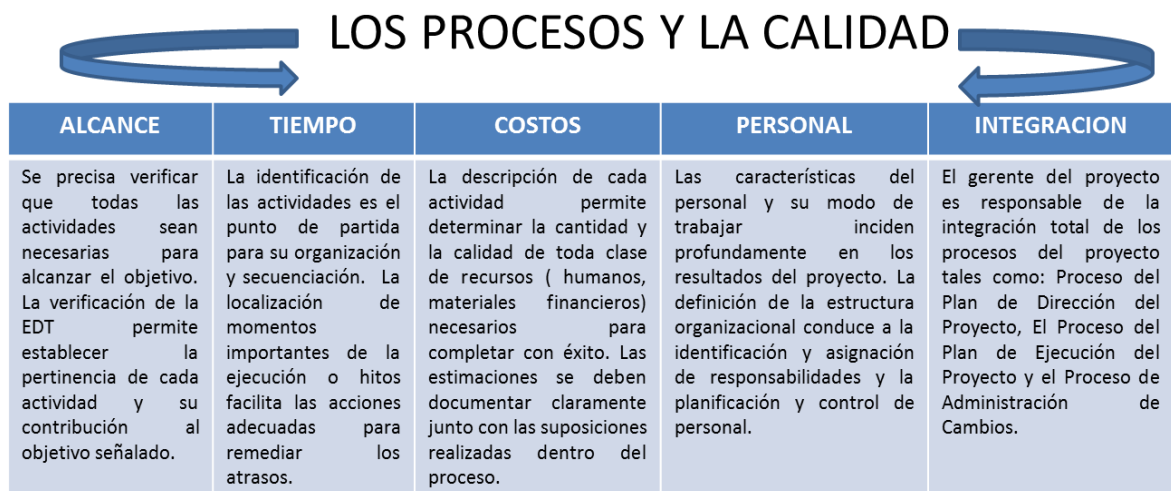 LOS PROCESOS Y LA CALIDAD
ALCANCE
Se precisa verificar
que todas las
actividades sean
necesarias para
alcanzar el objetivo.
La verificación de la
EDT permite
establecer la
pertinencia de cada
actividad y su
contribución al
objetivo señalado.
TIEMPO
La identificación de
las actividades es el
punto de partida
para su organización
y secuenciación. La
localización de
momentos
importantes de la
ejecución o hitos
facilita las acciones
adecuadas para
remediar los
atrasos.
COSTOS
La descripción de cada
actividad permite
determinar la cantidad y
la calidad de toda clase
de recursos ( humanos,
materiales financieros)
necesarios para
completar con éxito. Las
estimaciones se deben
documentar claramente
junto con las suposiciones
realizadas dentro del
proceso.
PERSONAL
Las características del
personal y su modo de
trabajar inciden
profundamente en los
resultados del proyecto. La
definición de la estructura
organizacional conduce a la
identificación y asignación
de responsabilidades y la
planificación y control de
personal.
INTEGRACION
El gerente del proyecto
es responsable de la
integración total de los
procesos del proyecto
tales como: Proceso del
Plan de Dirección del
Proyecto, El Proceso del
Plan de Ejecución del
Proyecto y el Proceso de
Administración de
Cambios.